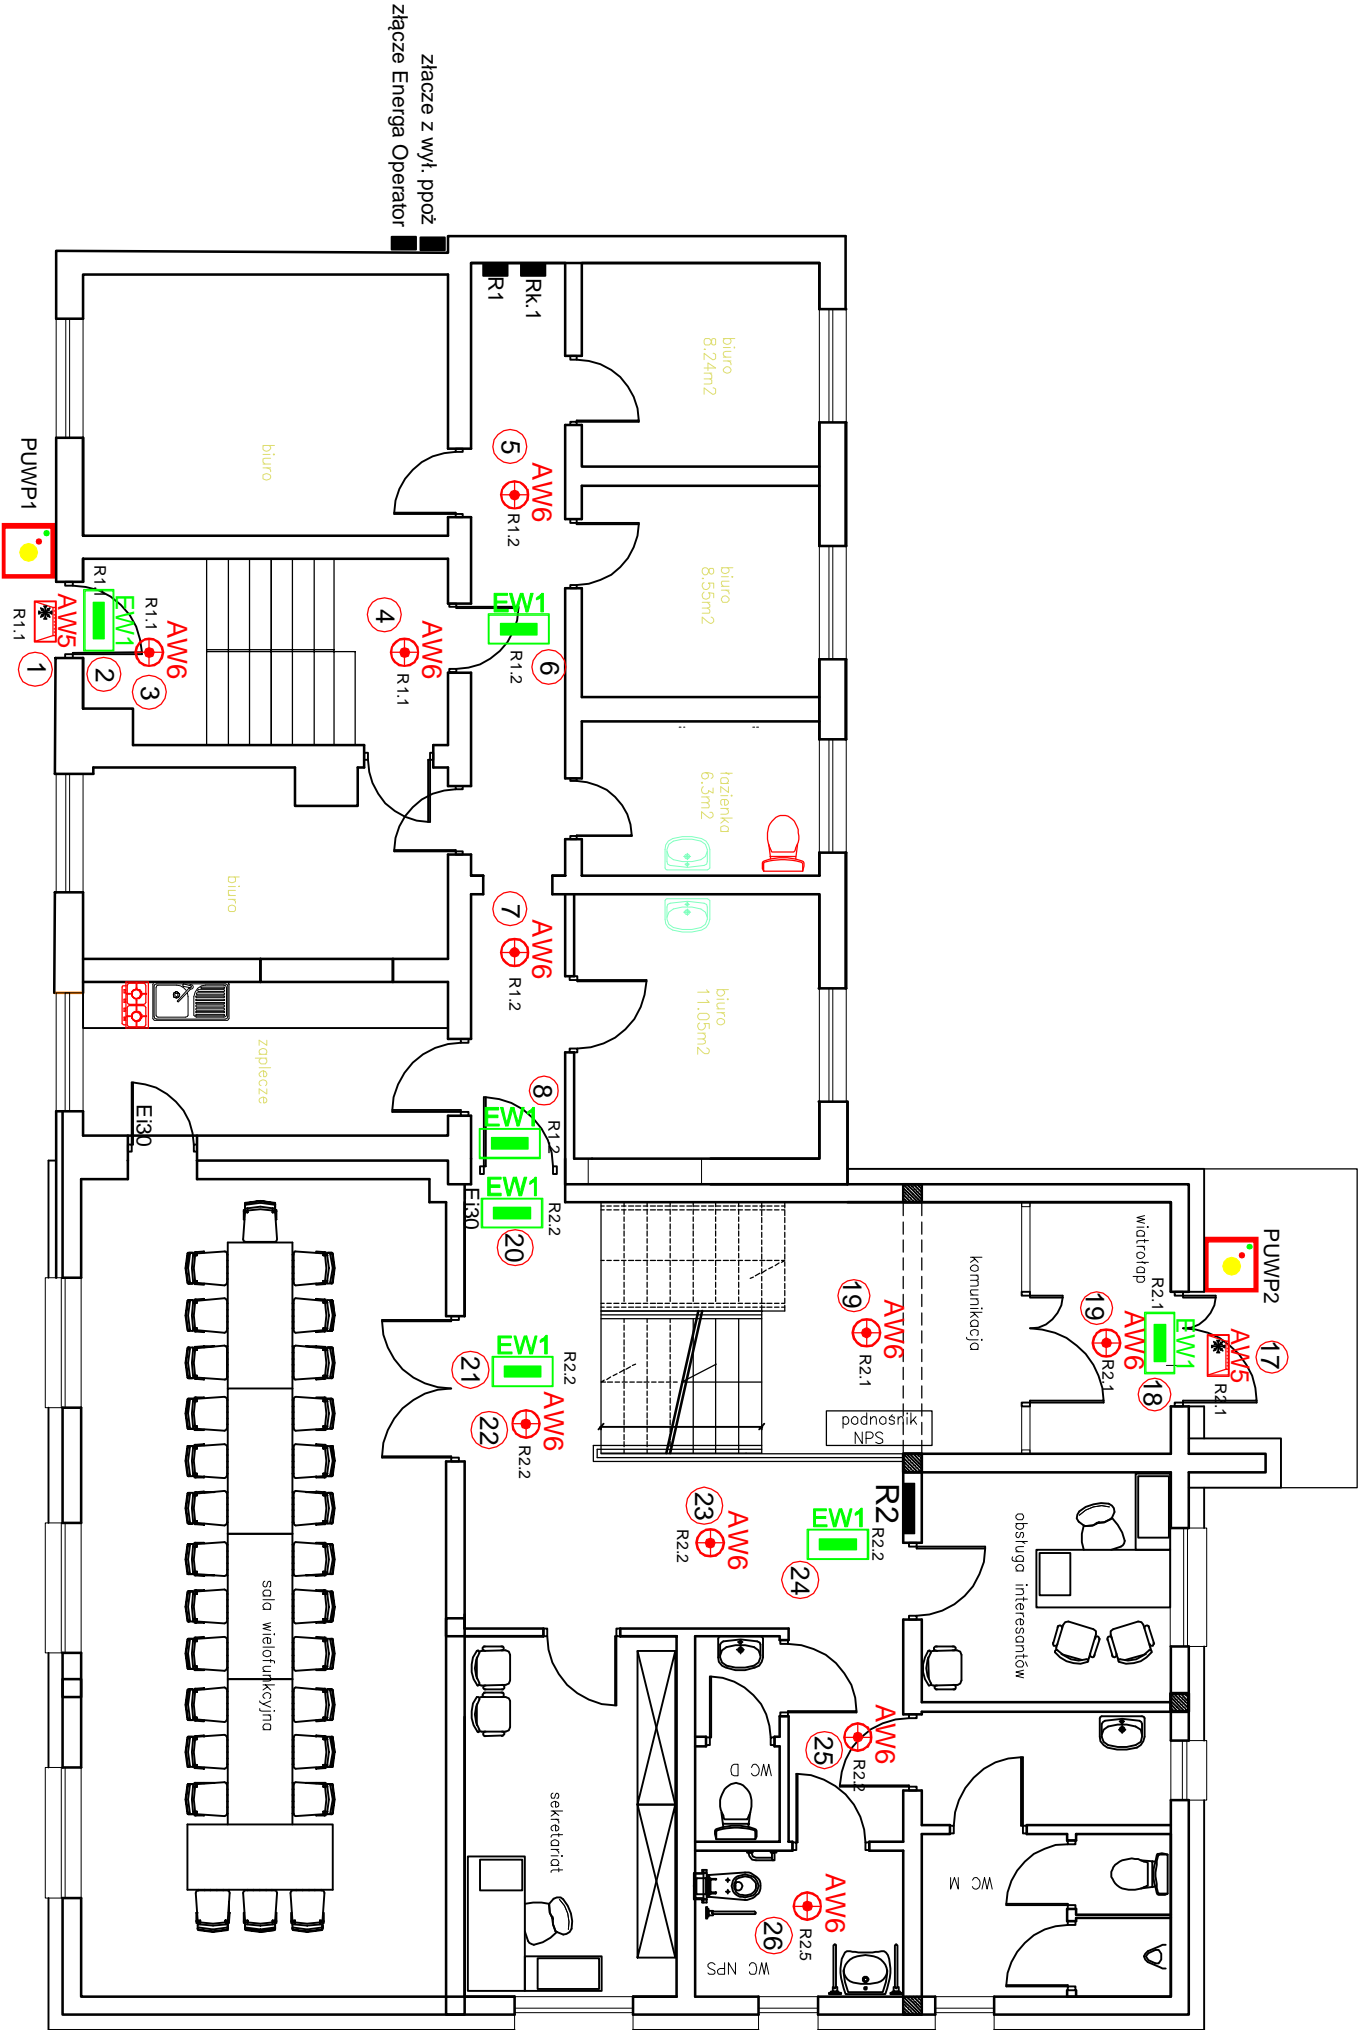 złącze Energa Operator
złacze z wył. ppoż
R1
Rk.1
biuro
8.24m2
biuro
PUWP1
5
AW6
R1.2
biuro
8.55m2
R1.1
EW1
AW5
R1.1
1
2
R1.1
AW6
3
4
AW6
R1.1
EW1
R1.2
6
łazienka
6.3m2
biuro
7
AW6
R1.2
biuro
11.05m2
zaplecze
Ei30
8
EW1
R1.2
EW1
R2.2
Ei30
20
wiatrołap
PUWP2
komunikacja
19
AW6
R2.1
19
AW6
R2.1
R2.1
EW1
18
AW5
R2.1
17
EW1
R2.2
21
22
AW6
R2.2
podnośnik
NPS
R2
23
AW6
R2.2
EW1
R2.2
24
obsługa interesantów
sala wielofunkcyjna
sekretariat
25
AW6
R2.2
WC D
WC M
AW6
R2.5
26
WC NPS